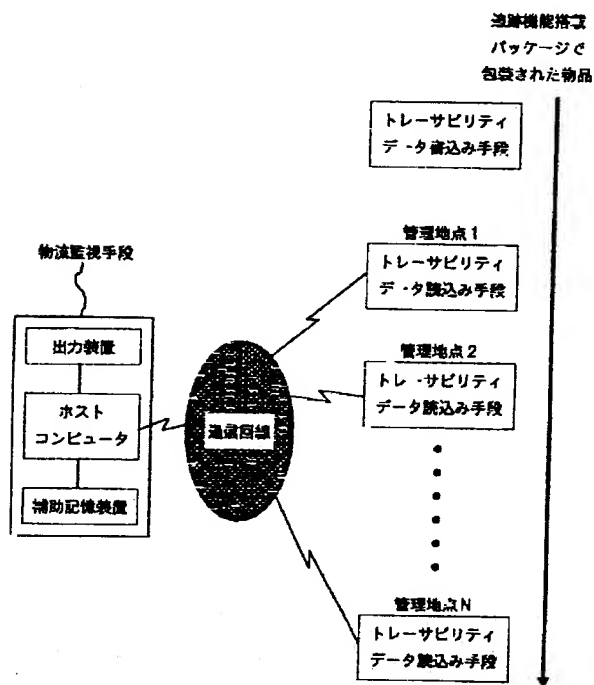 追跡機能搭載
パッケージで
包装された物品
トレーサビリティ
データ書込み手段
管理地点1
トレーサビリティ
データ読込み手段
物流監視手段
出力装置
ホスト
コンピュータ
補助記憶装置
通信回線
管理地点2
トレーサビリティ
データ読込み手段
管理地点N
トレーサビリティ
データ読込み手段